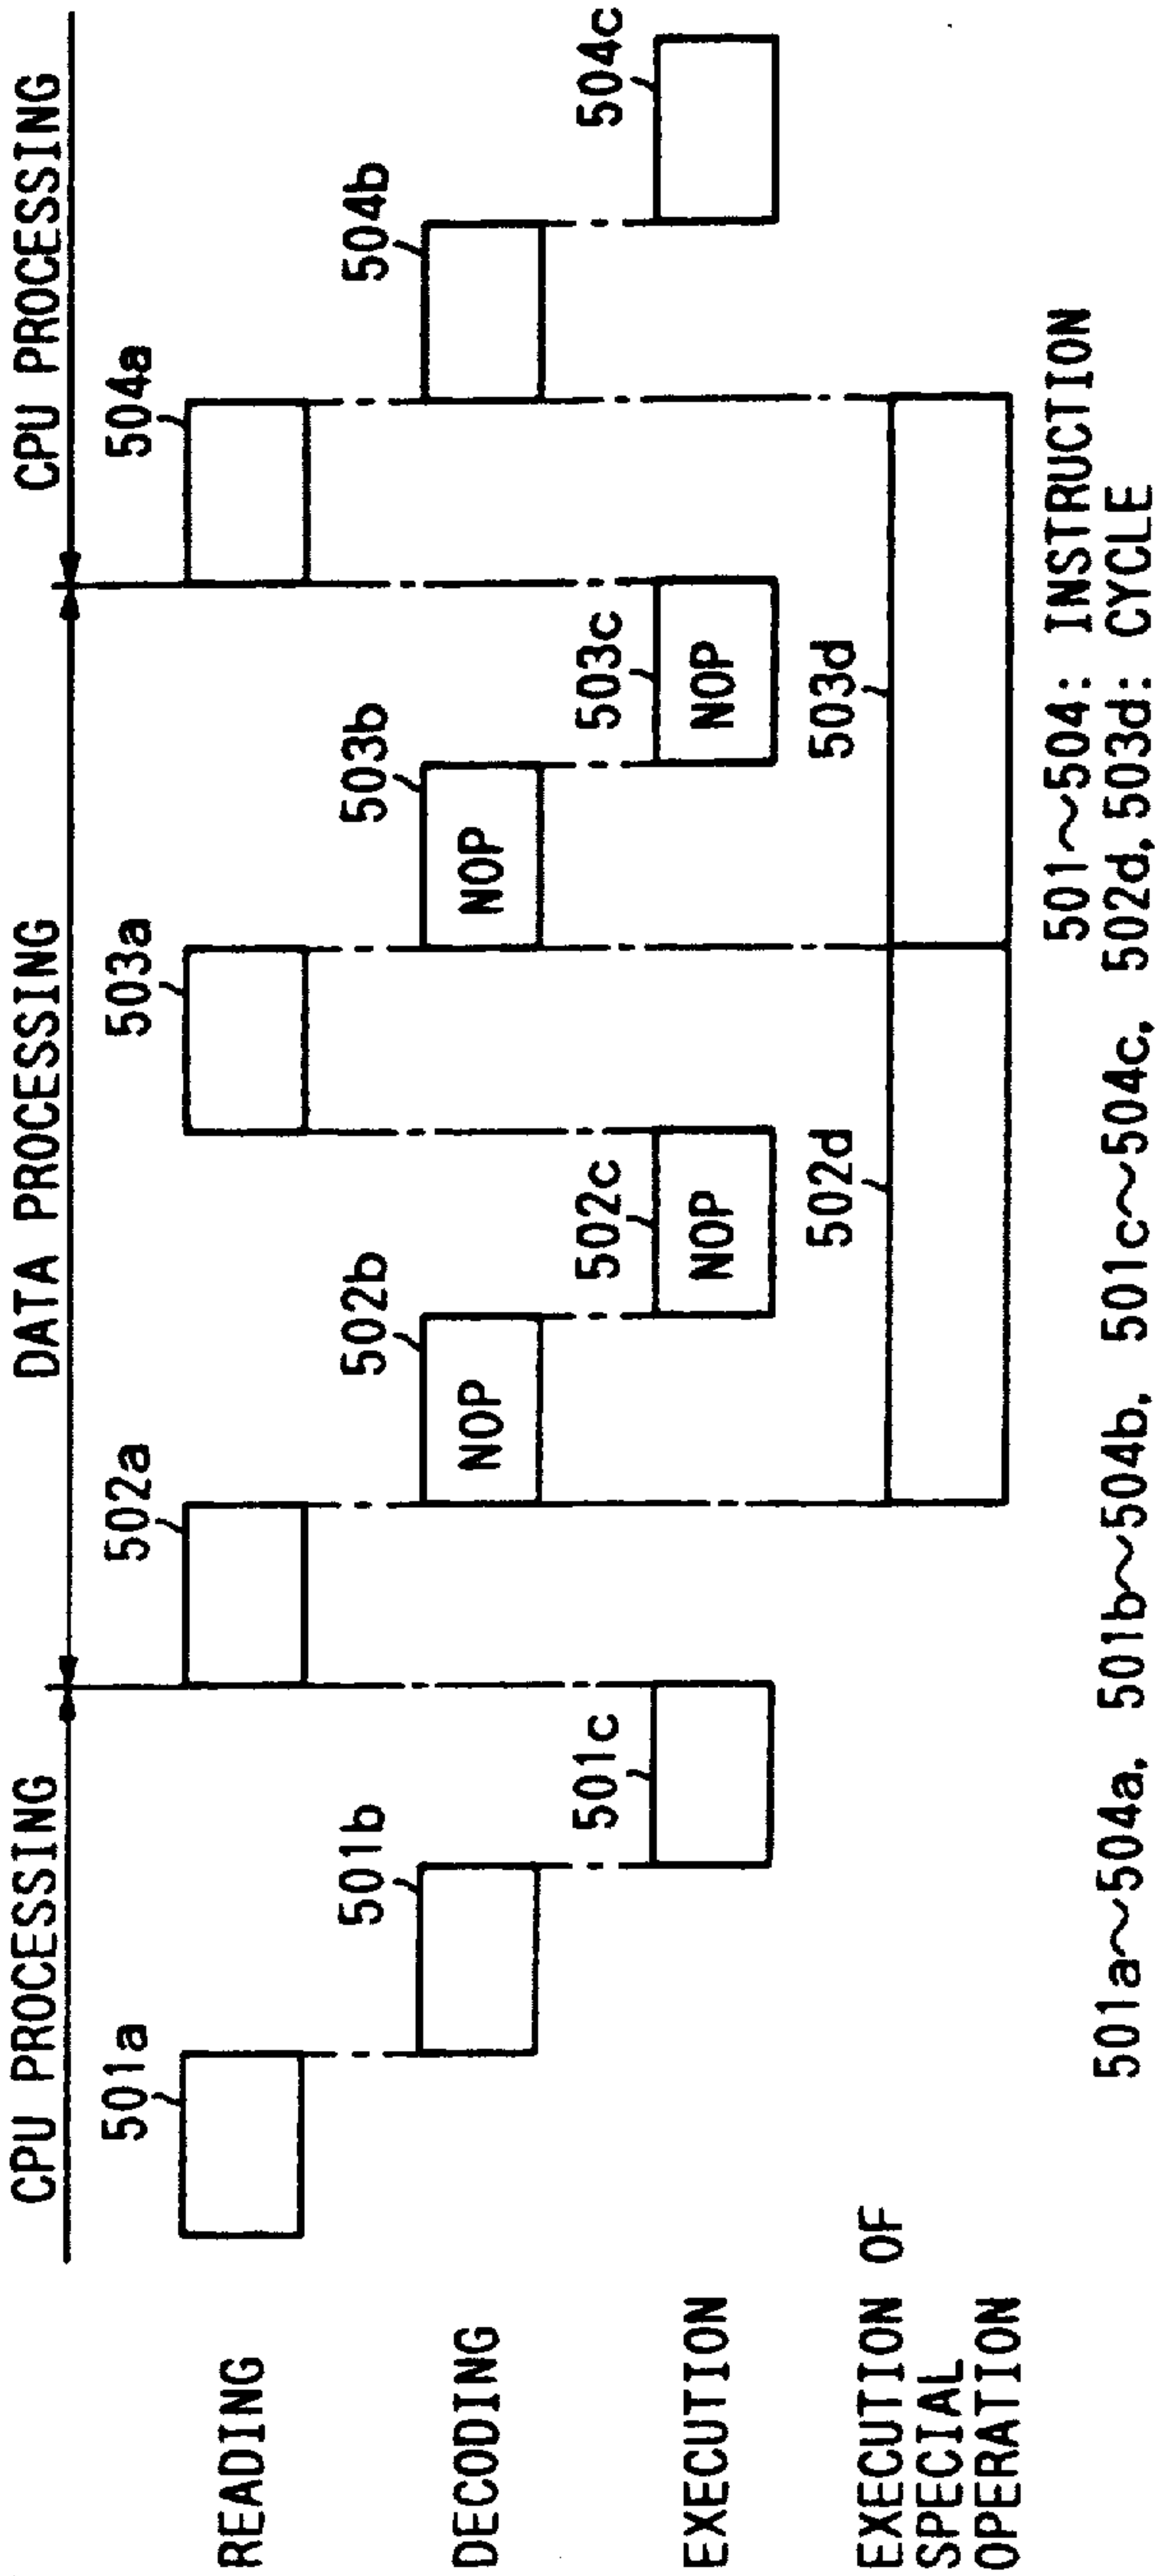 CPU PROCESSING
DATA PROCESSING
CPU PROCESSING
READING
501a
502a
503a
504a
DECODING
501b
502b
NOP
503b
NOP
504b
EXECUTION
501c
502c
NOP
503c
NOP
504c
EXECUTION OF
SPECIAL
OPERATION
502d
503d
501~504: INSTRUCTION
501a~504a, 501b~504b, 501c~504c, 502d, 503d: CYCLE